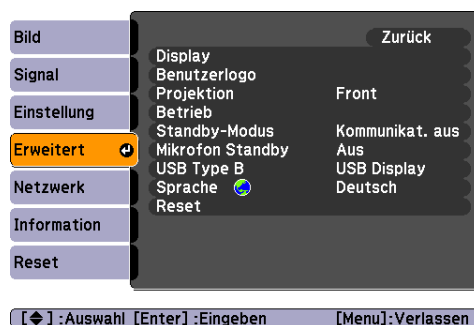 Bild
Signal
Einstellung
Erweitert
Netzwerk
Information
Reset
Zurück
Display
Benutzerlogo
Projektion Front
Betrieb
Standby-Modus Kommunikat. aus
Mikrofon Standby Aus
USB Type B USB Display
Sprache Deutsch
Reset
[ ] :Auswahl [Enter] :Eingeben [Menu]:Verlassen